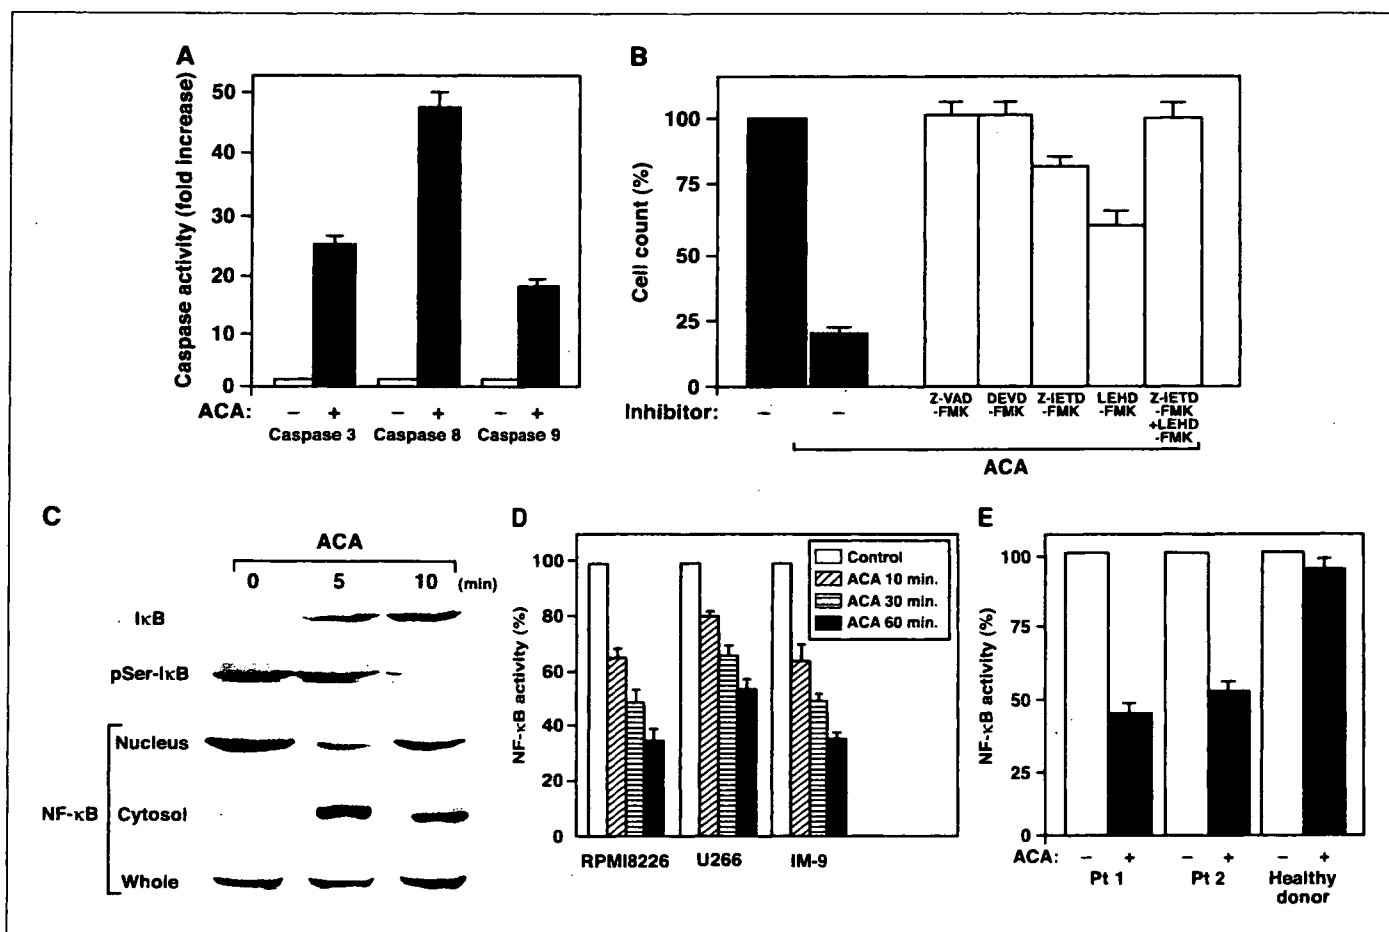 A
Caspase activity (fold increase)
50
40
30
20
10
0
ACA: – + – + – +
Caspase 3 Caspase 8 Caspase 9
B
Cell count (%)
100
75
50
25
0
Inhibitor: – –
Z-VAD -FMK
DEVD -FMK
Z-IETD -FMK
LEHD -FMK
Z-IETD -FMK +LEHD -FMK
ACA
C
ACA
0 5 10 (min)
IκB
pSer-IκB
NF-κB
Nucleus
Cytosol
Whole
D
NF-κB activity (%)
100
80
60
40
20
0
Control
ACA 10 min.
ACA 30 min.
ACA 60 min.
RPMI8226 U266 IM-9
E
NF-κB activity (%)
100
75
50
25
0
ACA: – + – + – +
Pt 1 Pt 2 Healthy
donor